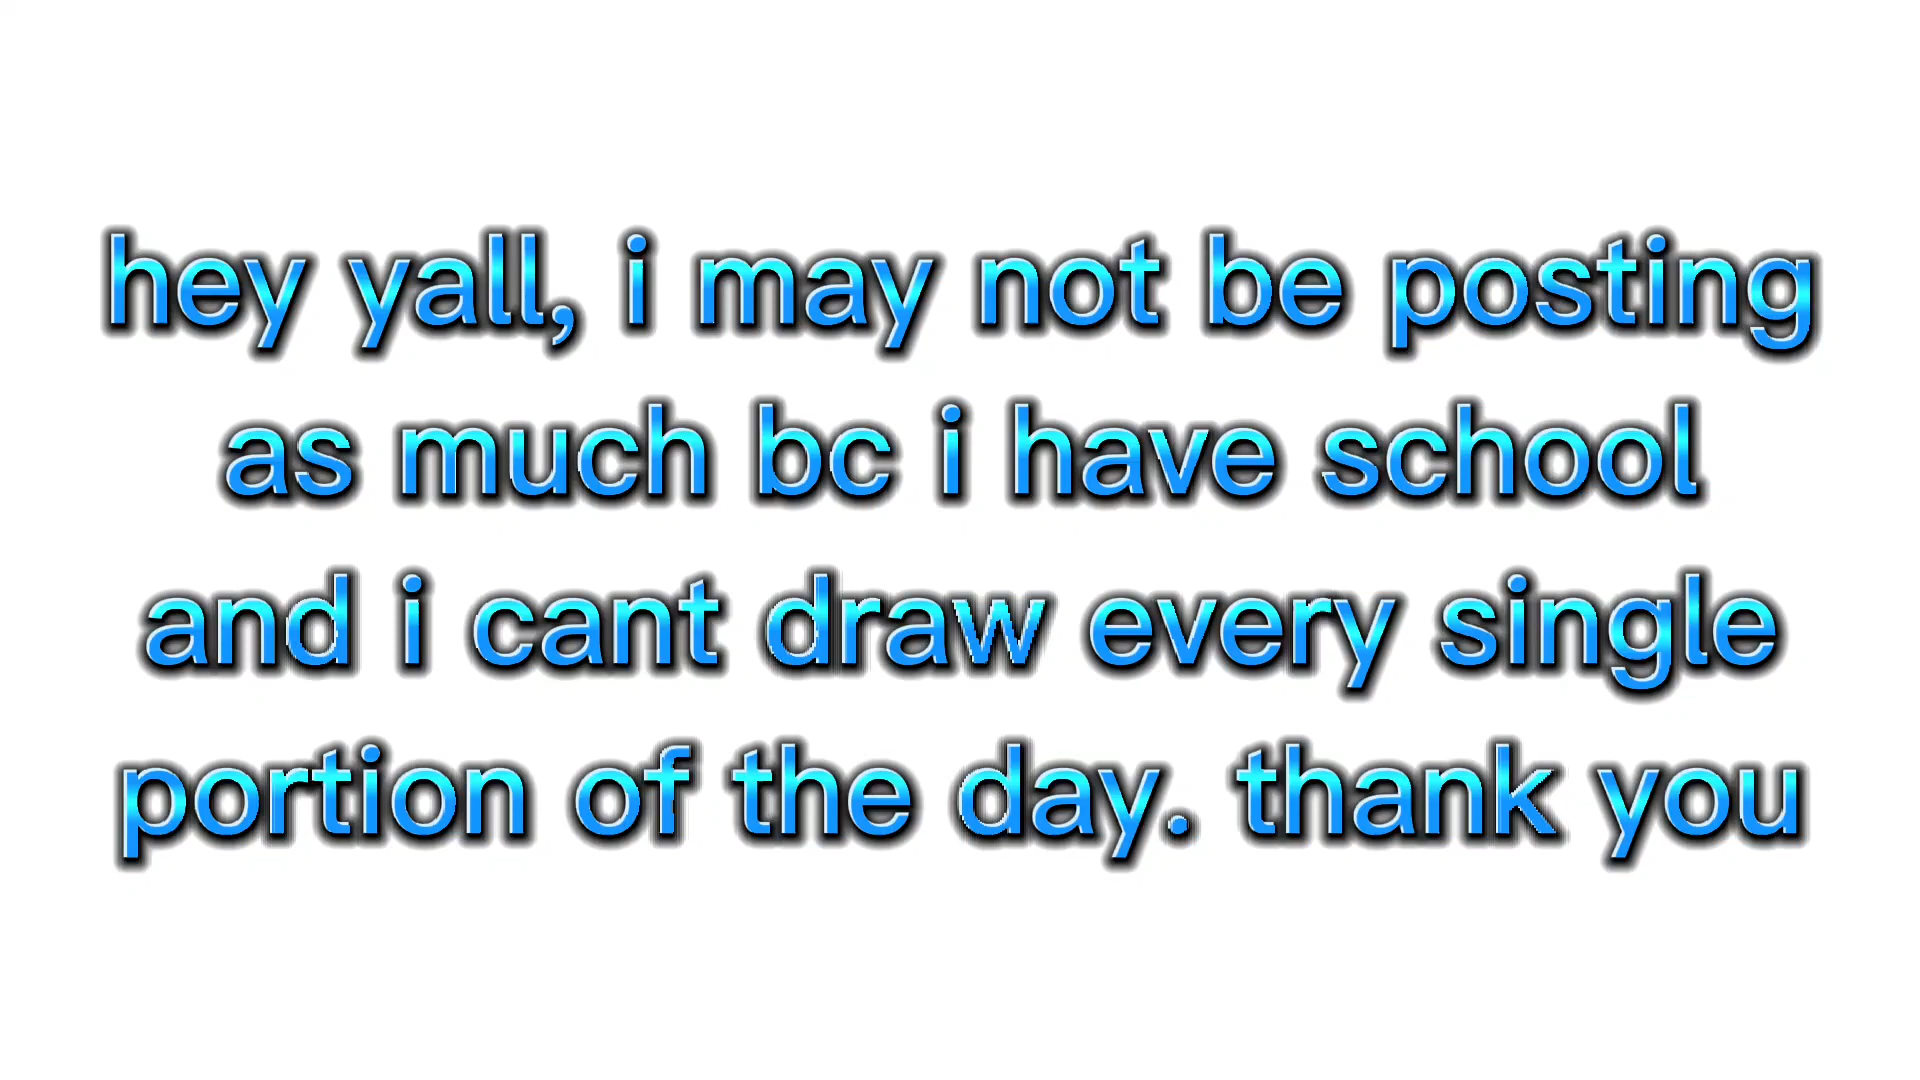 hey yall, i may not be posting
as much bc i have school
and i cant draw every single
portion of the day. thank you